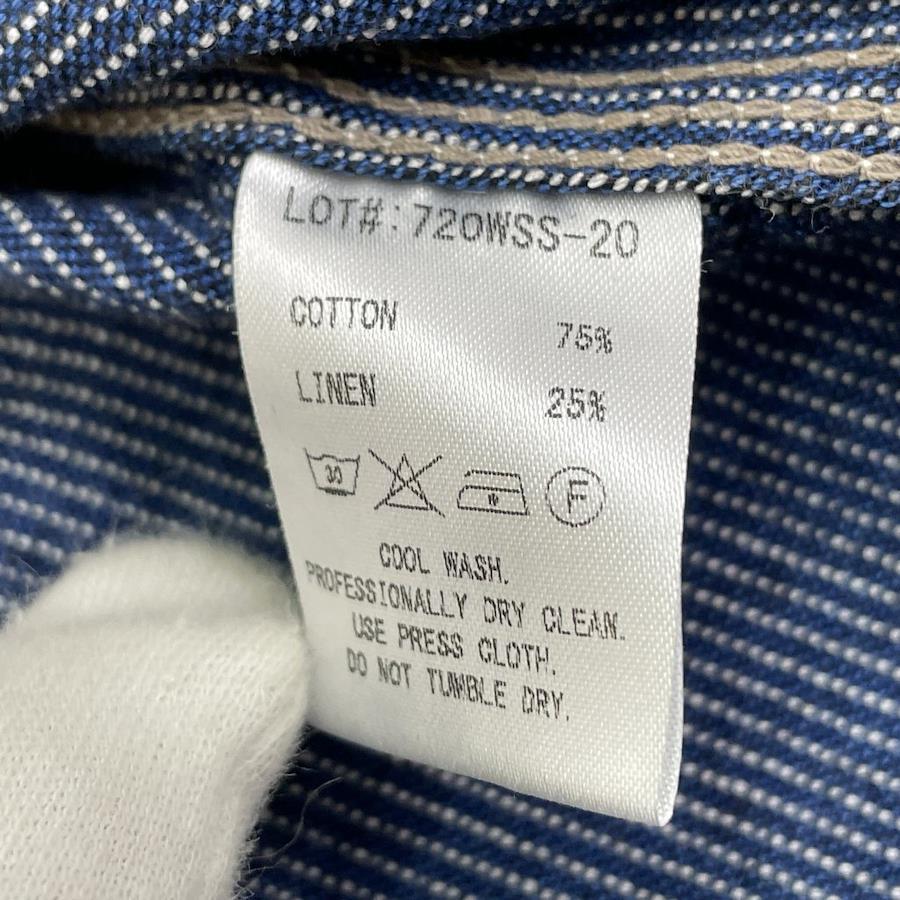 LOT#:720WSS-20
COTTON 75%
LINEN 25%
30 F
COOL WASH.
PROFESSIONALLY DRY CLEAN.
USE PRESS CLOTH.
DO NOT TUMBLE DRY.